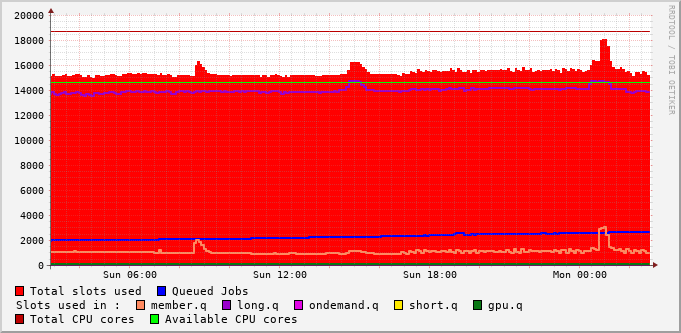 20000
18000
16000
14000
12000
10000
8000
6000
4000
2000
0
Sun 06:00 Sun 12:00 Sun 18:00 Mon 00:00
RRDTOOL / TOBI OETIKER
Total slots used Queued Jobs
Slots used in : member.q long.q ondemand.q short.q gpu.q
Total CPU cores Available CPU cores